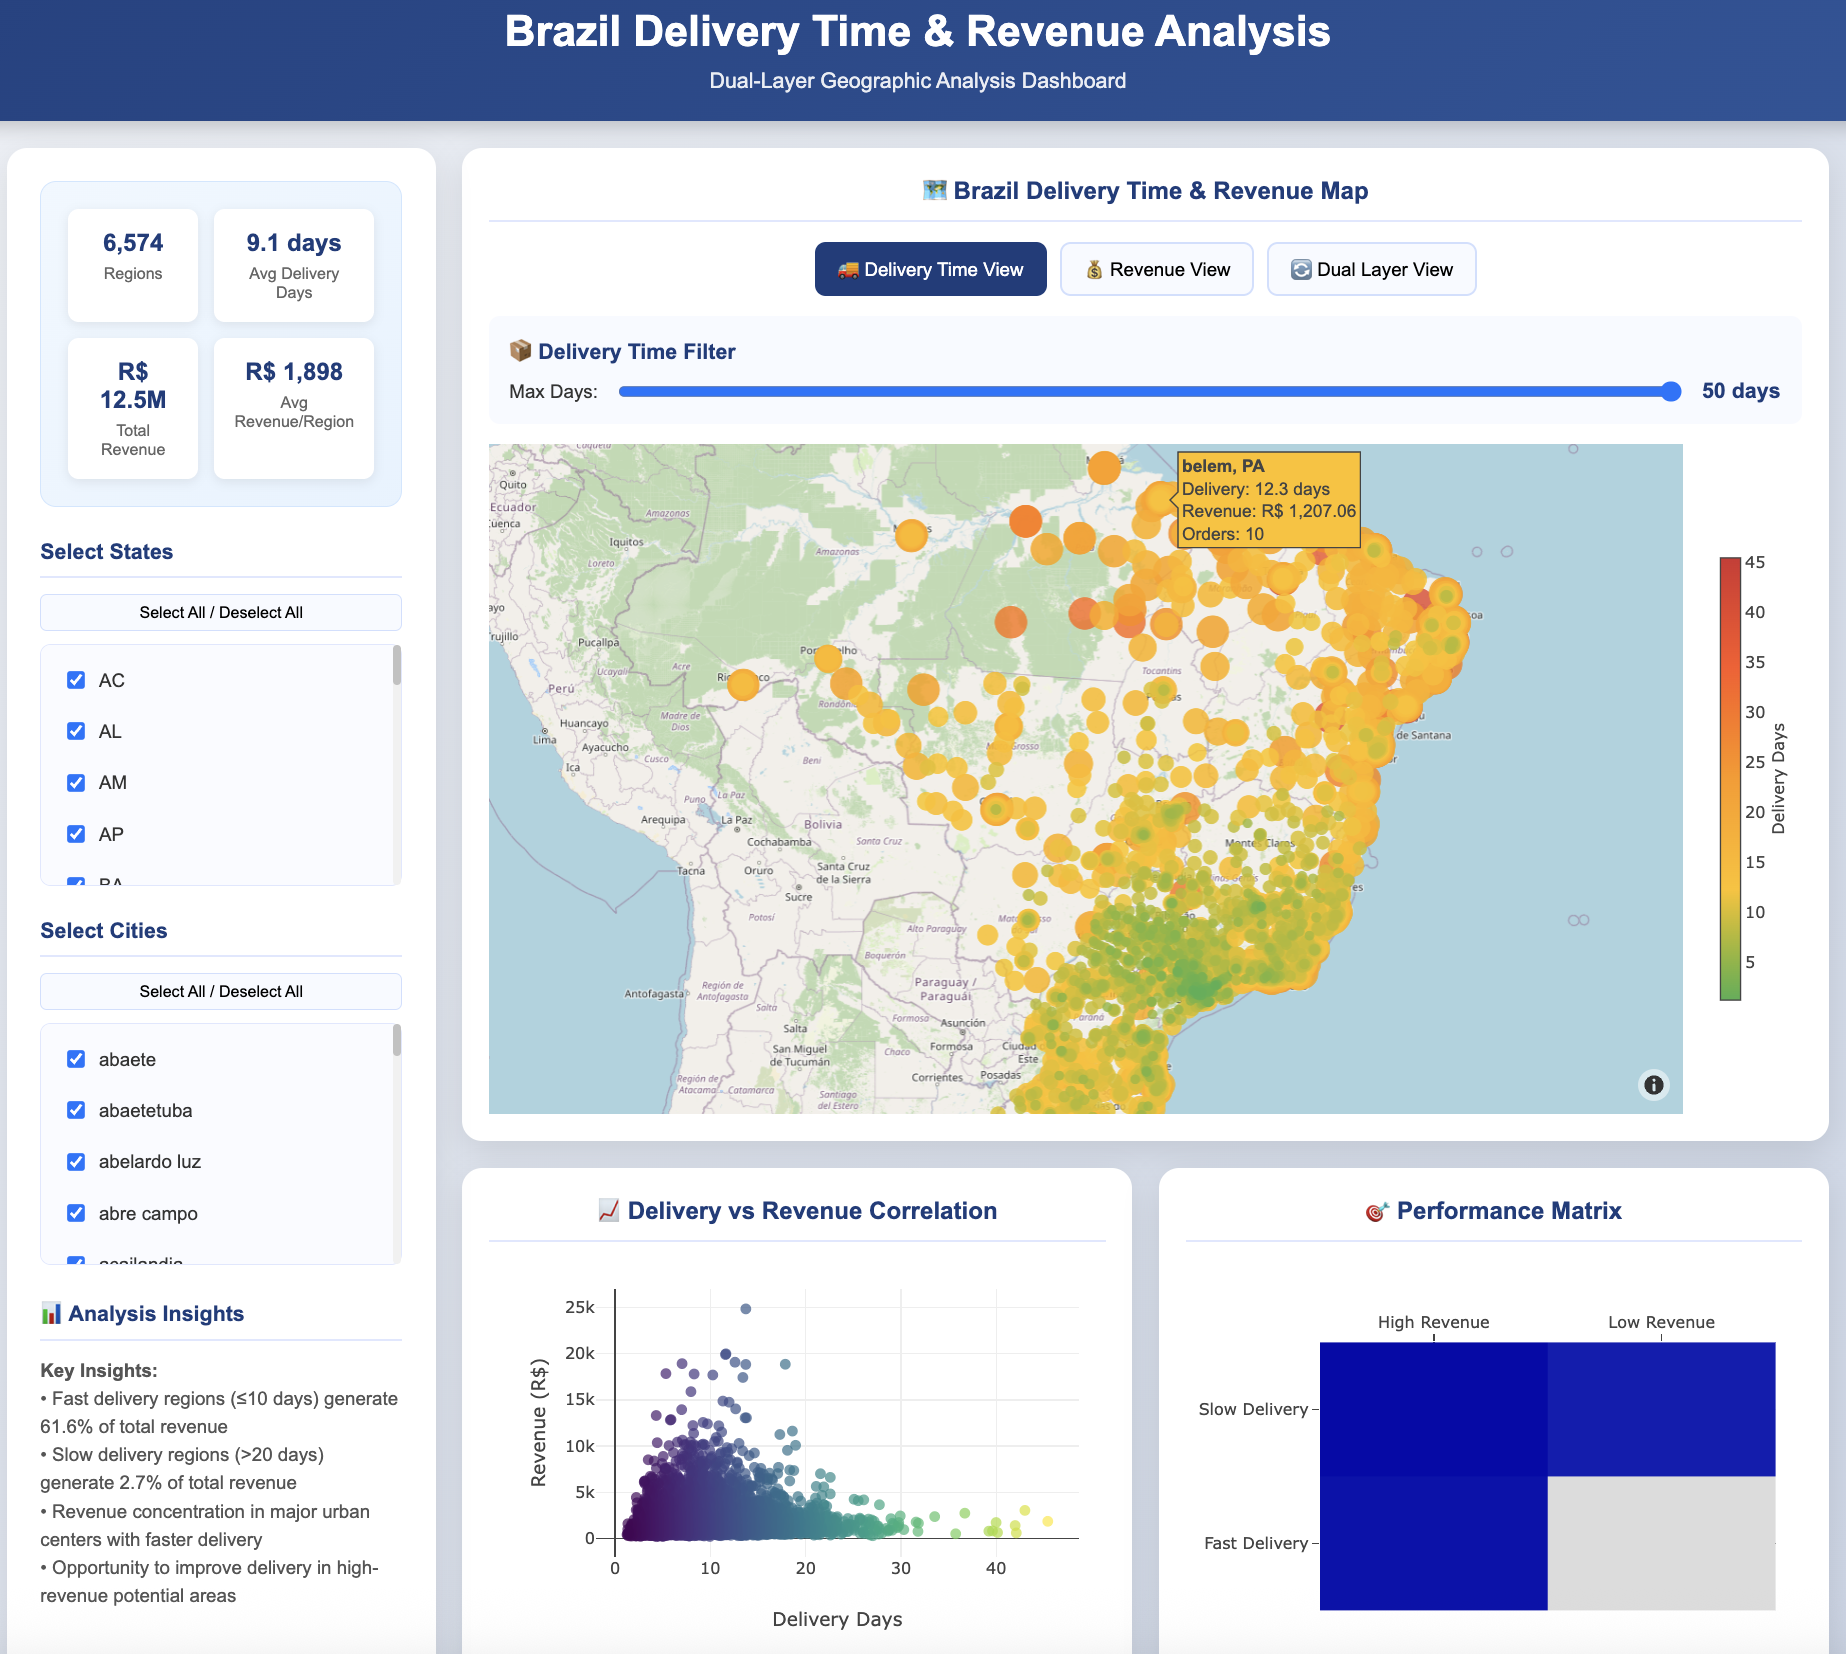 Brazil Delivery Time & Revenue Analysis
Dual-Layer Geographic Analysis Dashboard
6,574
Regions
9.1 days
Avg Delivery
Days
R$
12.5M
Total
Revenue
R$ 1,898
Avg
Revenue/Region
Select States
Select All / Deselect All
AC
AL
AM
AP
BA
Select Cities
Select All / Deselect All
abaete
abaetetuba
abelardo luz
abre campo
acailandia
Analysis Insights
Key Insights:
• Fast delivery regions (≤10 days) generate
61.6% of total revenue
• Slow delivery regions (>20 days)
generate 2.7% of total revenue
• Revenue concentration in major urban
centers with faster delivery
• Opportunity to improve delivery in high-
revenue potential areas
Brazil Delivery Time & Revenue Map
Delivery Time View
Revenue View
Dual Layer View
Delivery Time Filter
Max Days:
50 days
belem, PA
Delivery: 12.3 days
Revenue: R$ 1,207.06
Orders: 10
Quito
Ecuador
Cuenca
Iquitos
Loreto
Amazonas
Amazonas
Trujillo
Pucallpa
Ucayali
Acre
Perú
Huancayo
Lima
Ayacucho
Ica
Cusco
Madre de
Dios
Rondônia
Tocantins
Beni
Puno
La Paz
La Paz
Arequipa
Bolivia
Cochabamba
Santa Cruz
Tacna
Oruro
Santa Cruz
de la Sierra
Sucre
Potosí
Montes Claros
de Santana
Alto Paraguay
Boquerón
Paraguay /
Paraguái
Antofagasta
Región de
Antofagasta
Salta
Salta
Formosa
Asunción
Formosa
Chaco
Ciudad
Este
San Miguel
de Tucumán
Corrientes
Posadas
Paraná
Región de
Atacama
Catamarca
Santiago
del Estero
45
40
35
30
25
20
15
10
5
Delivery Days
Delivery vs Revenue Correlation
25k
20k
15k
10k
5k
0
Revenue (R$)
0
10
20
30
40
Delivery Days
Performance Matrix
High Revenue
Low Revenue
Slow Delivery
Fast Delivery